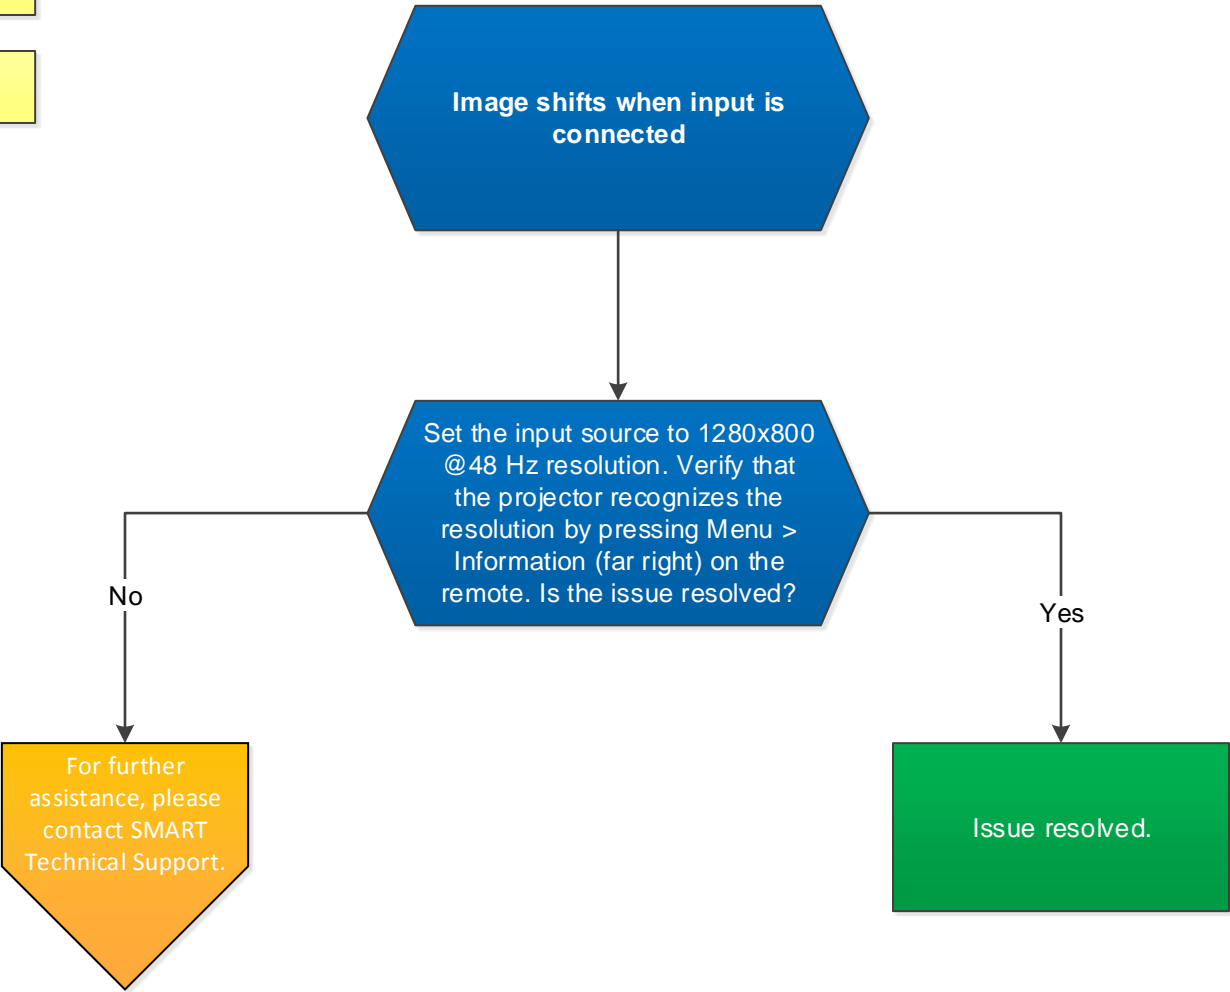 Image shifts when input is
connected
Set the input source to 1280x800
@48 Hz resolution. Verify that
the projector recognizes the
resolution by pressing Menu >
Information (far right) on the
remote. Is the issue resolved?
No
Yes
For further
assistance, please
contact SMART
Technical Support.
Issue resolved.